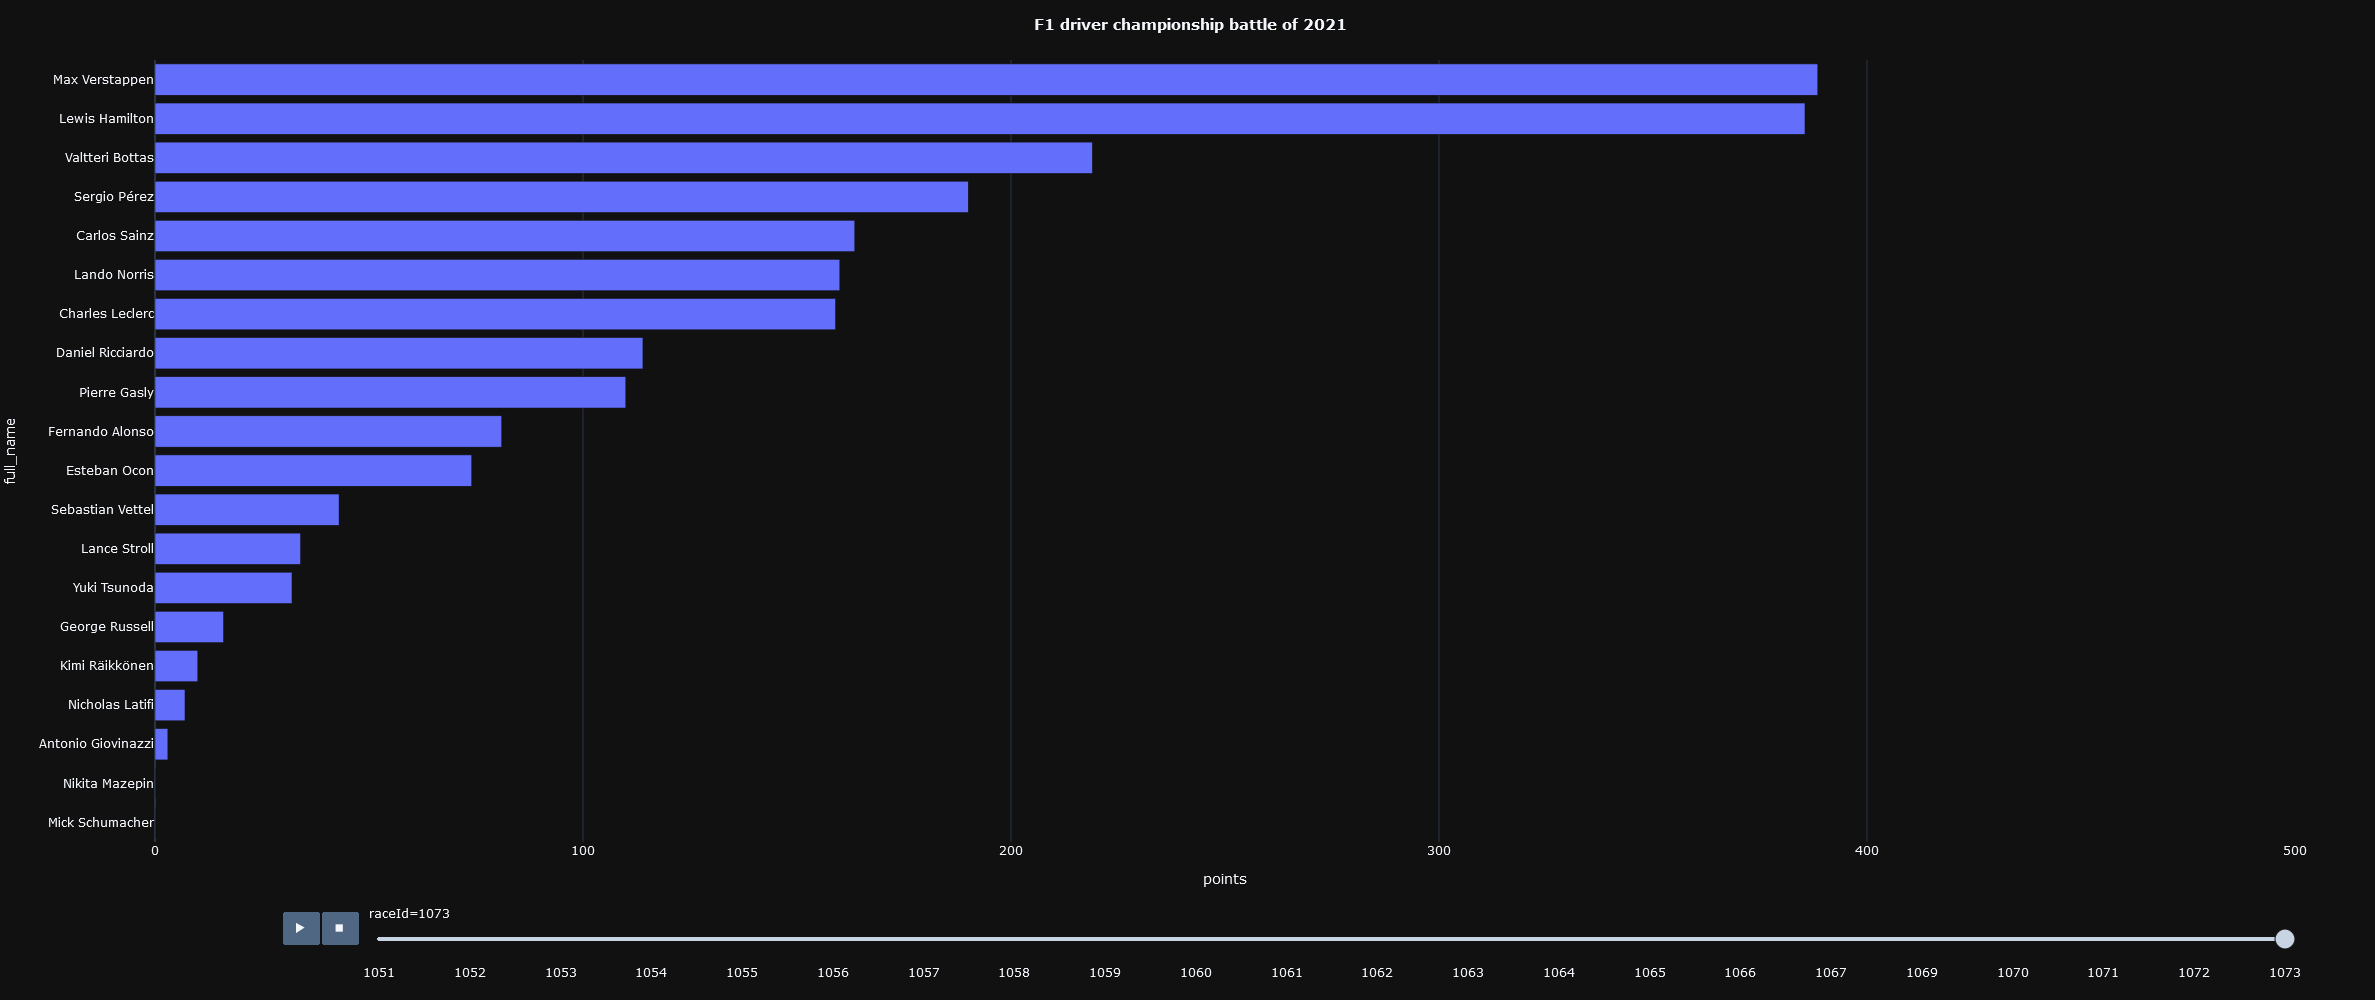 F1 driver championship battle of 2021
Max Verstappen
Lewis Hamilton
Valtteri Bottas
Sergio Pérez
Carlos Sainz
Lando Norris
Charles Leclerc
Daniel Ricciardo
Pierre Gasly
Fernando Alonso
Esteban Ocon
Sebastian Vettel
Lance Stroll
Yuki Tsunoda
George Russell
Kimi Räikkönen
Nicholas Latifi
Antonio Giovinazzi
Nikita Mazepin
Mick Schumacher
full_name
0 100 200 300 400 500
points
raceId=1073
1051 1052 1053 1054 1055 1056 1057 1058 1059 1060 1061 1062 1063 1064 1065 1066 1067 1069 1070 1071 1072 1073